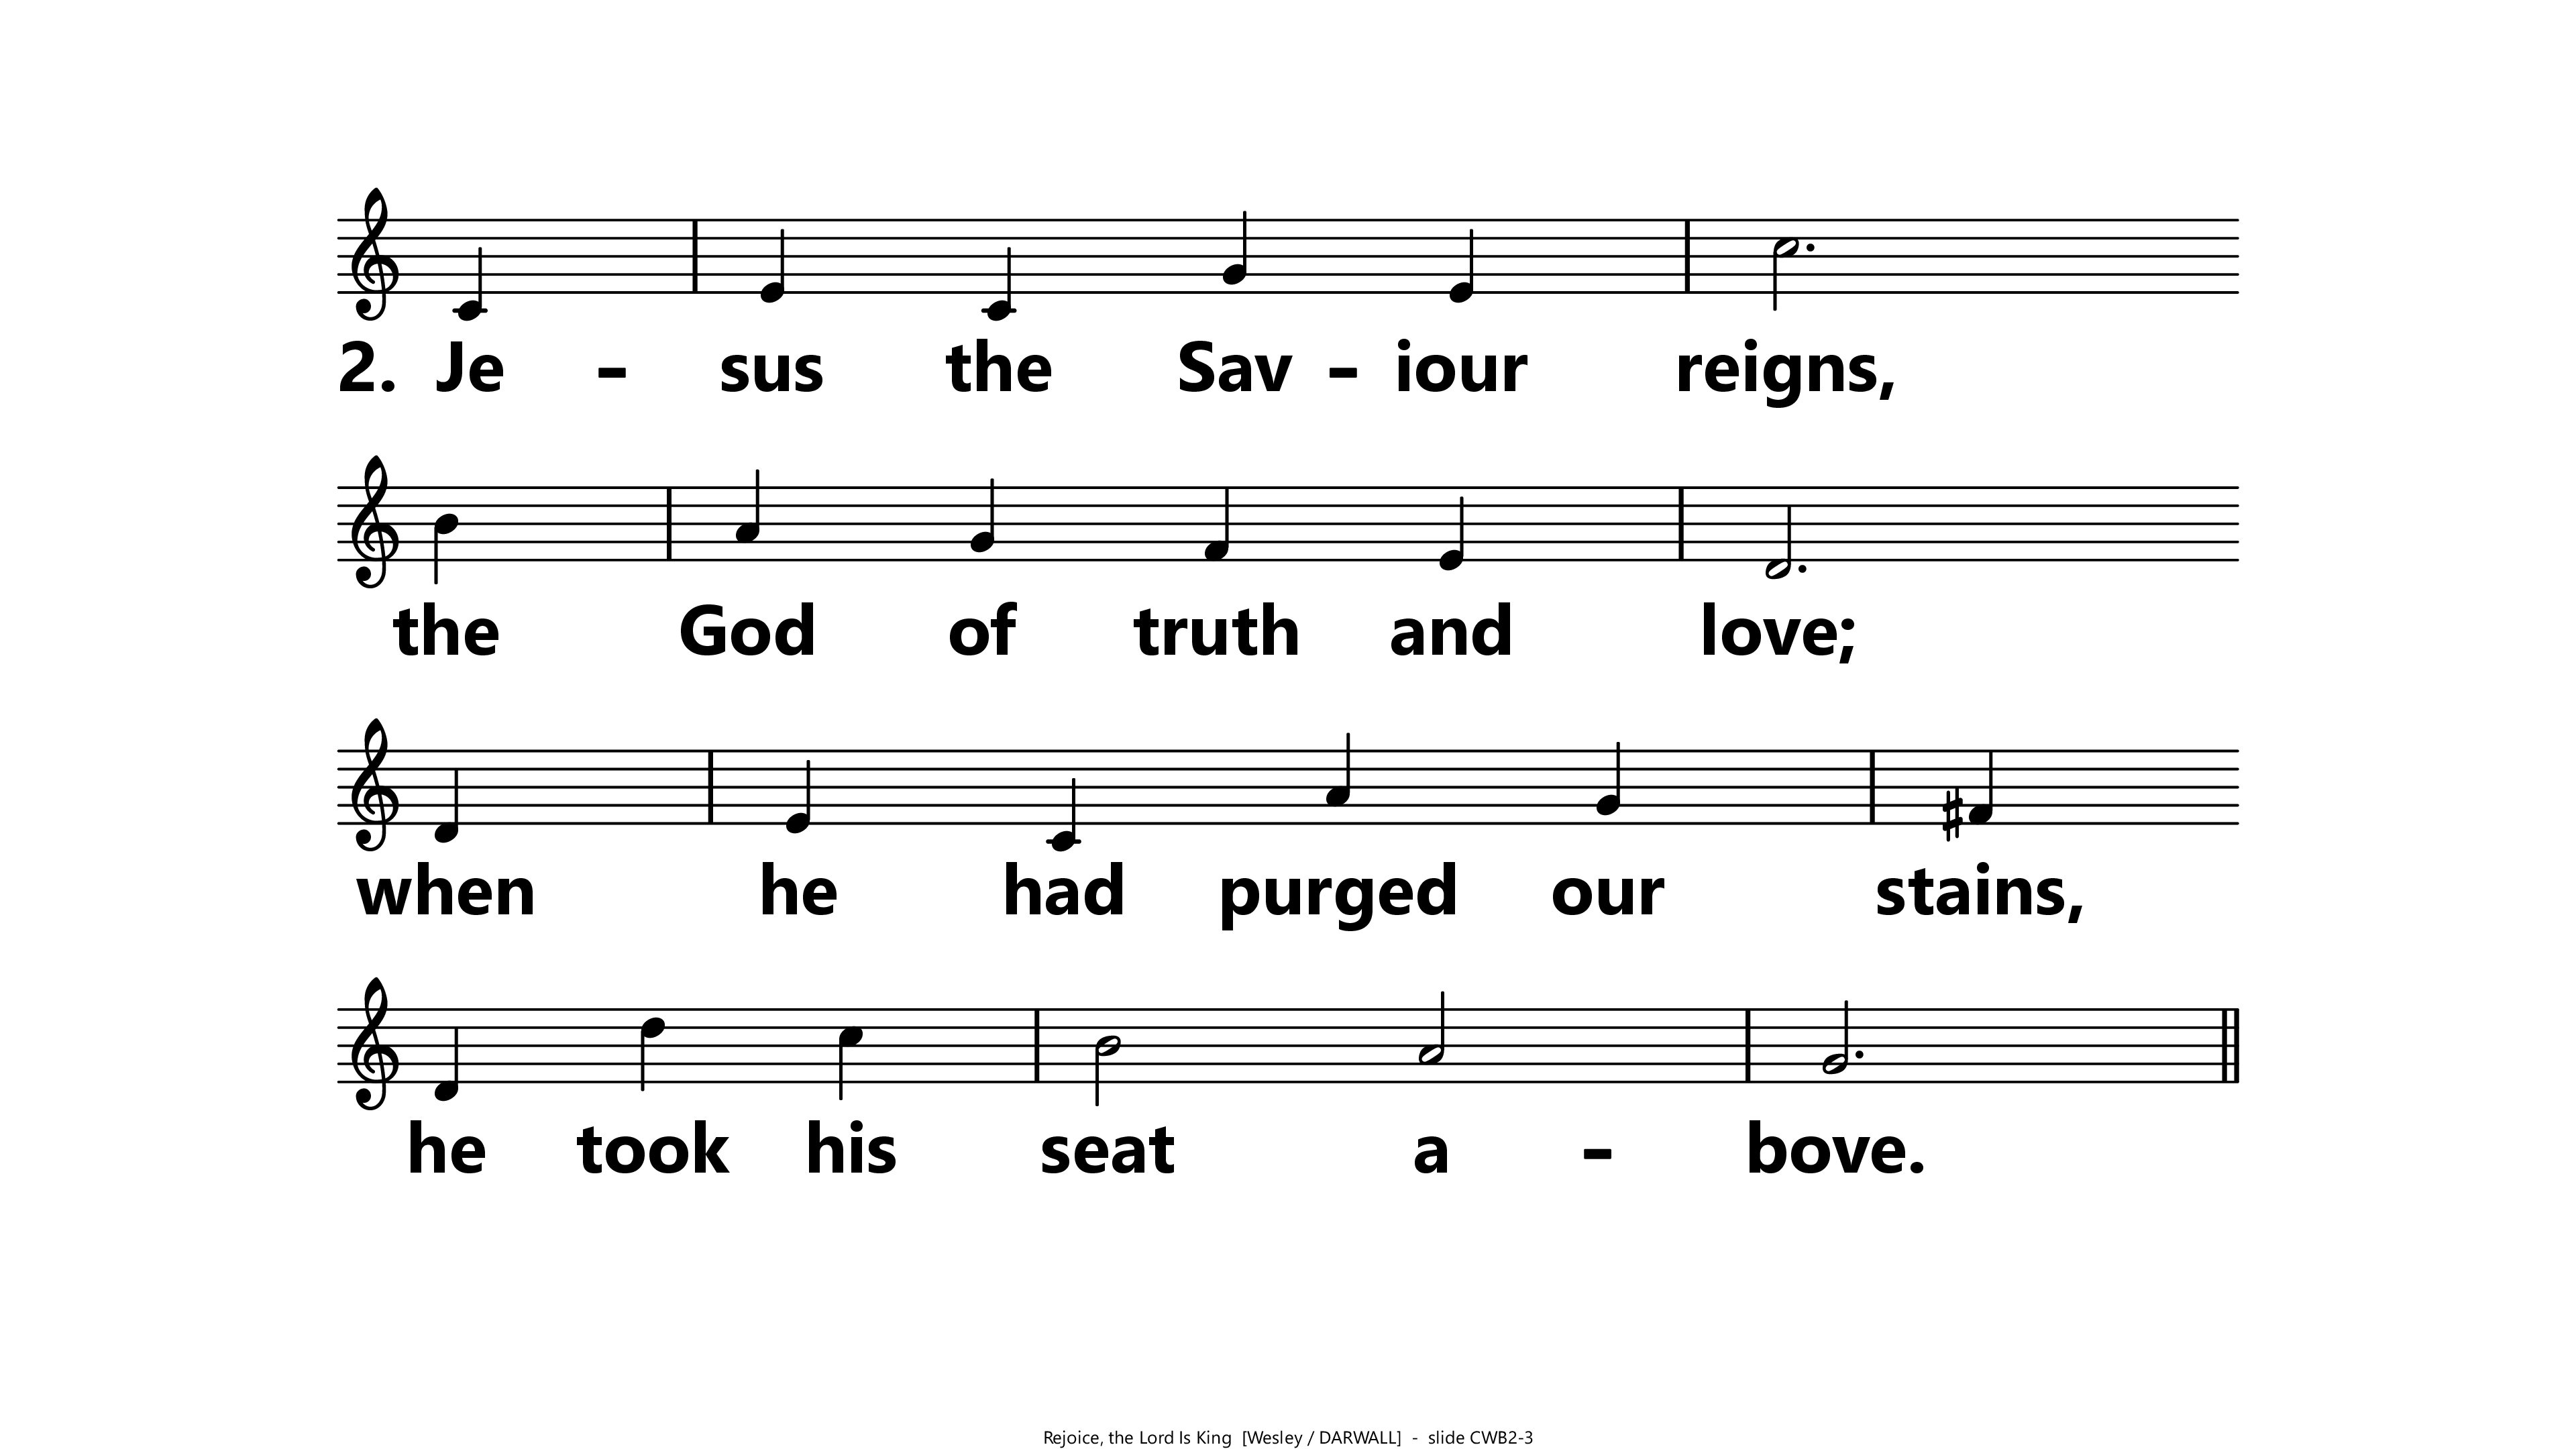 2. Je - sus the Sav - iour reigns,
the God of truth and love;
when he had purged our stains,
he took his seat a - bove.
Rejoice, the Lord Is King [Wesley / DARWALL] - slide CWB2-3